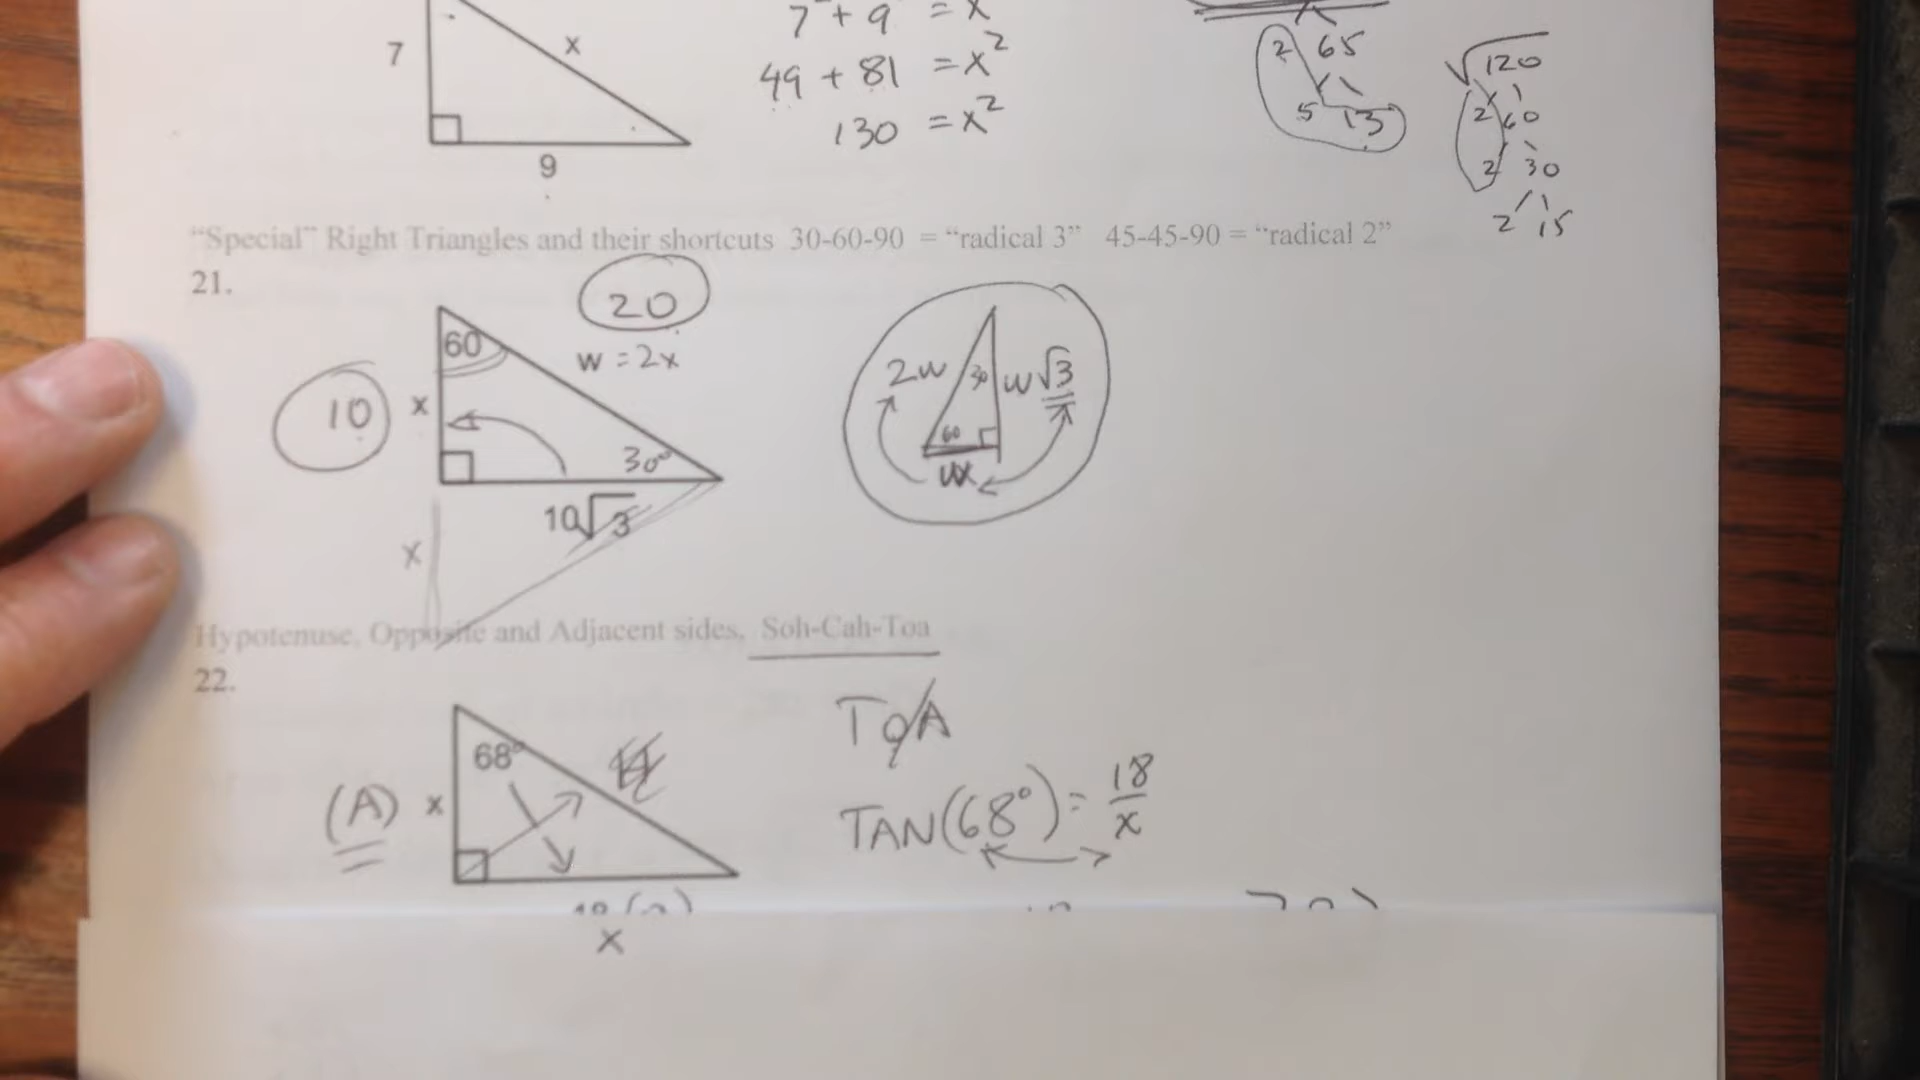 7² + 9 = x
7
x
49 + 81 = x²
130 = x²
9
2 65
5 13
√120
2 60
2 30
2 15
“Special” Right Triangles and their shortcuts 30-60-90 = “radical 3” 45-45-90 = “radical 2”
21.
20
60
w = 2x
10
x
30°
10√3
x
2w
30
w√3
60
Hypotenuse, Opposite and Adjacent sides, Soh-Cah-Toa
22.
68°
(A) x
TO/A
TAN(68°) = 18/x
x